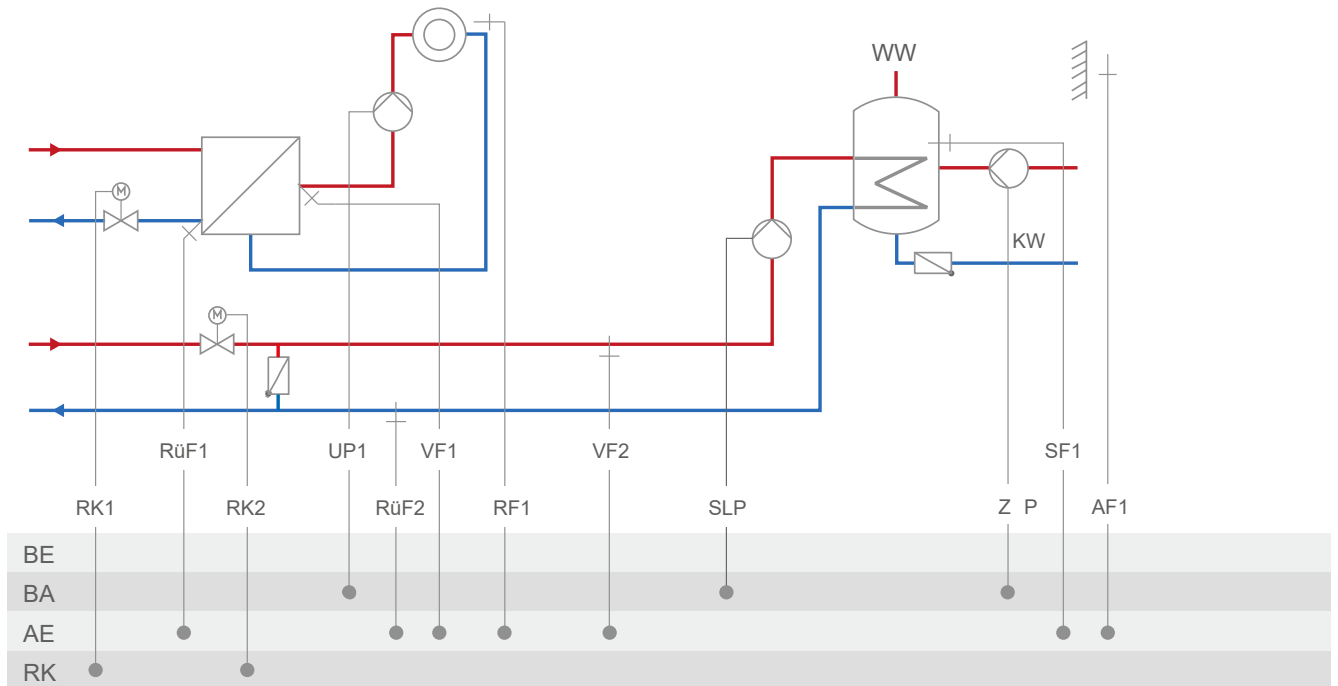 WW
M
KW
M
RüF1 UP1 VF1 VF2 SF1
RK1 RK2 RüF2 RF1 SLP Z P AF1
BE
BA
AE
RK